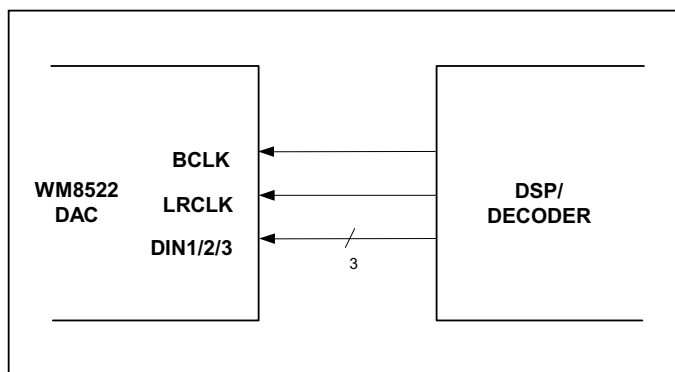 BCLK
WM8522
DAC
LRCLK
DIN1/2/3
3
DSP/
DECODER